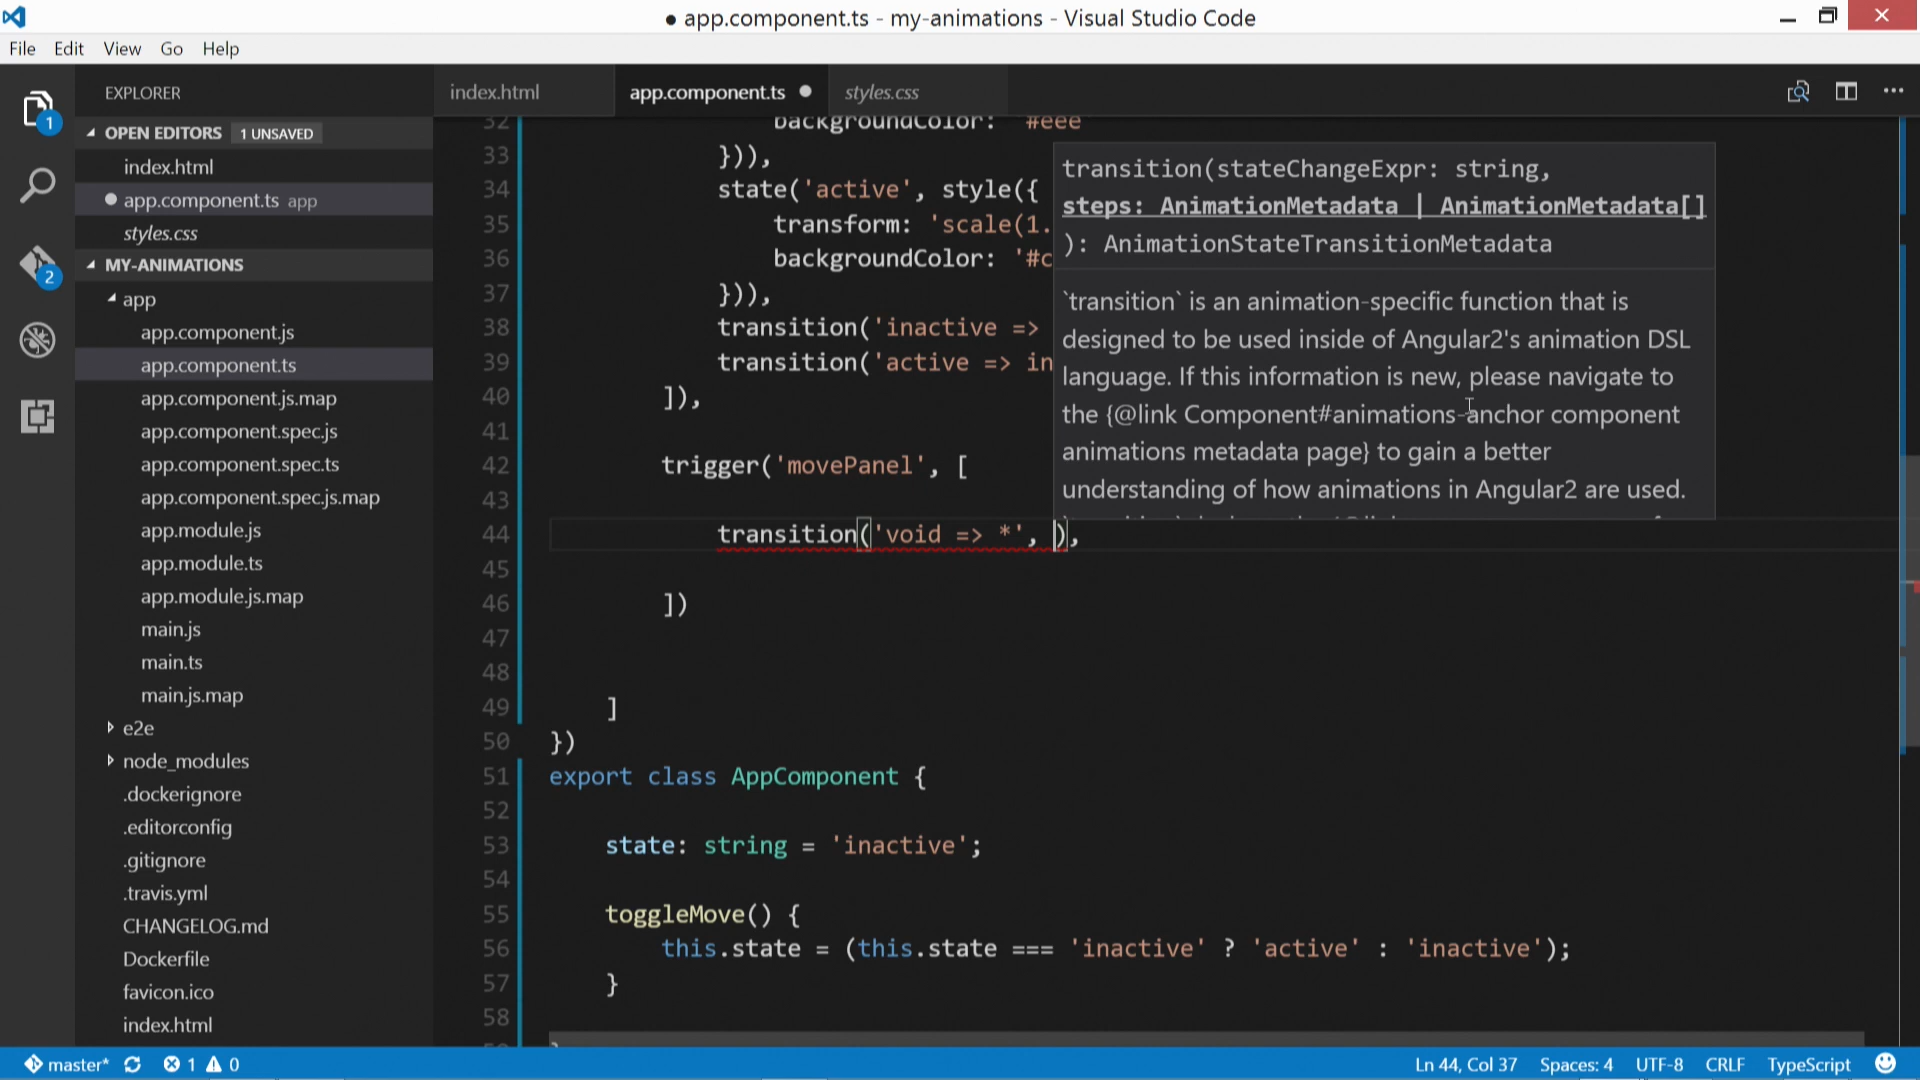 ● app.component.ts - my-animations - Visual Studio Code
File Edit View Go Help
EXPLORER
OPEN EDITORS 1 UNSAVED
index.html
app.component.ts app
styles.css
MY-ANIMATIONS
app
app.component.js
app.component.ts
app.component.js.map
app.component.spec.js
app.component.spec.ts
app.component.spec.js.map
app.module.js
app.module.ts
app.module.js.map
main.js
main.ts
main.js.map
e2e
node_modules
.dockerignore
.editorconfig
.gitignore
.travis.yml
CHANGELOG.md
Dockerfile
favicon.ico
index.html
1
2
index.html app.component.ts styles.css
32 backgroundColor: '#eee
33 })),
34 state('active', style({
35 transform: 'scale(1.
36 backgroundColor: '#c
37 })),
38 transition('inactive =>
39 transition('active => in
40 ]),
41
42 trigger('movePanel', [
43
44 transition('void => *', ),
45
46 ])
47
48
49 ]
50 })
51 export class AppComponent {
52
53 state: string = 'inactive';
54
55 toggleMove() {
56 this.state = (this.state === 'inactive' ? 'active' : 'inactive');
57 }
58
transition(stateChangeExpr: string,
steps: AnimationMetadata | AnimationMetadata[]
): AnimationStateTransitionMetadata
`transition` is an animation-specific function that is
designed to be used inside of Angular2's animation DSL
language. If this information is new, please navigate to
the {@link Component#animations-anchor component
animations metadata page} to gain a better
understanding of how animations in Angular2 are used.
master* 1 0 Ln 44, Col 37 Spaces: 4 UTF-8 CRLF TypeScript